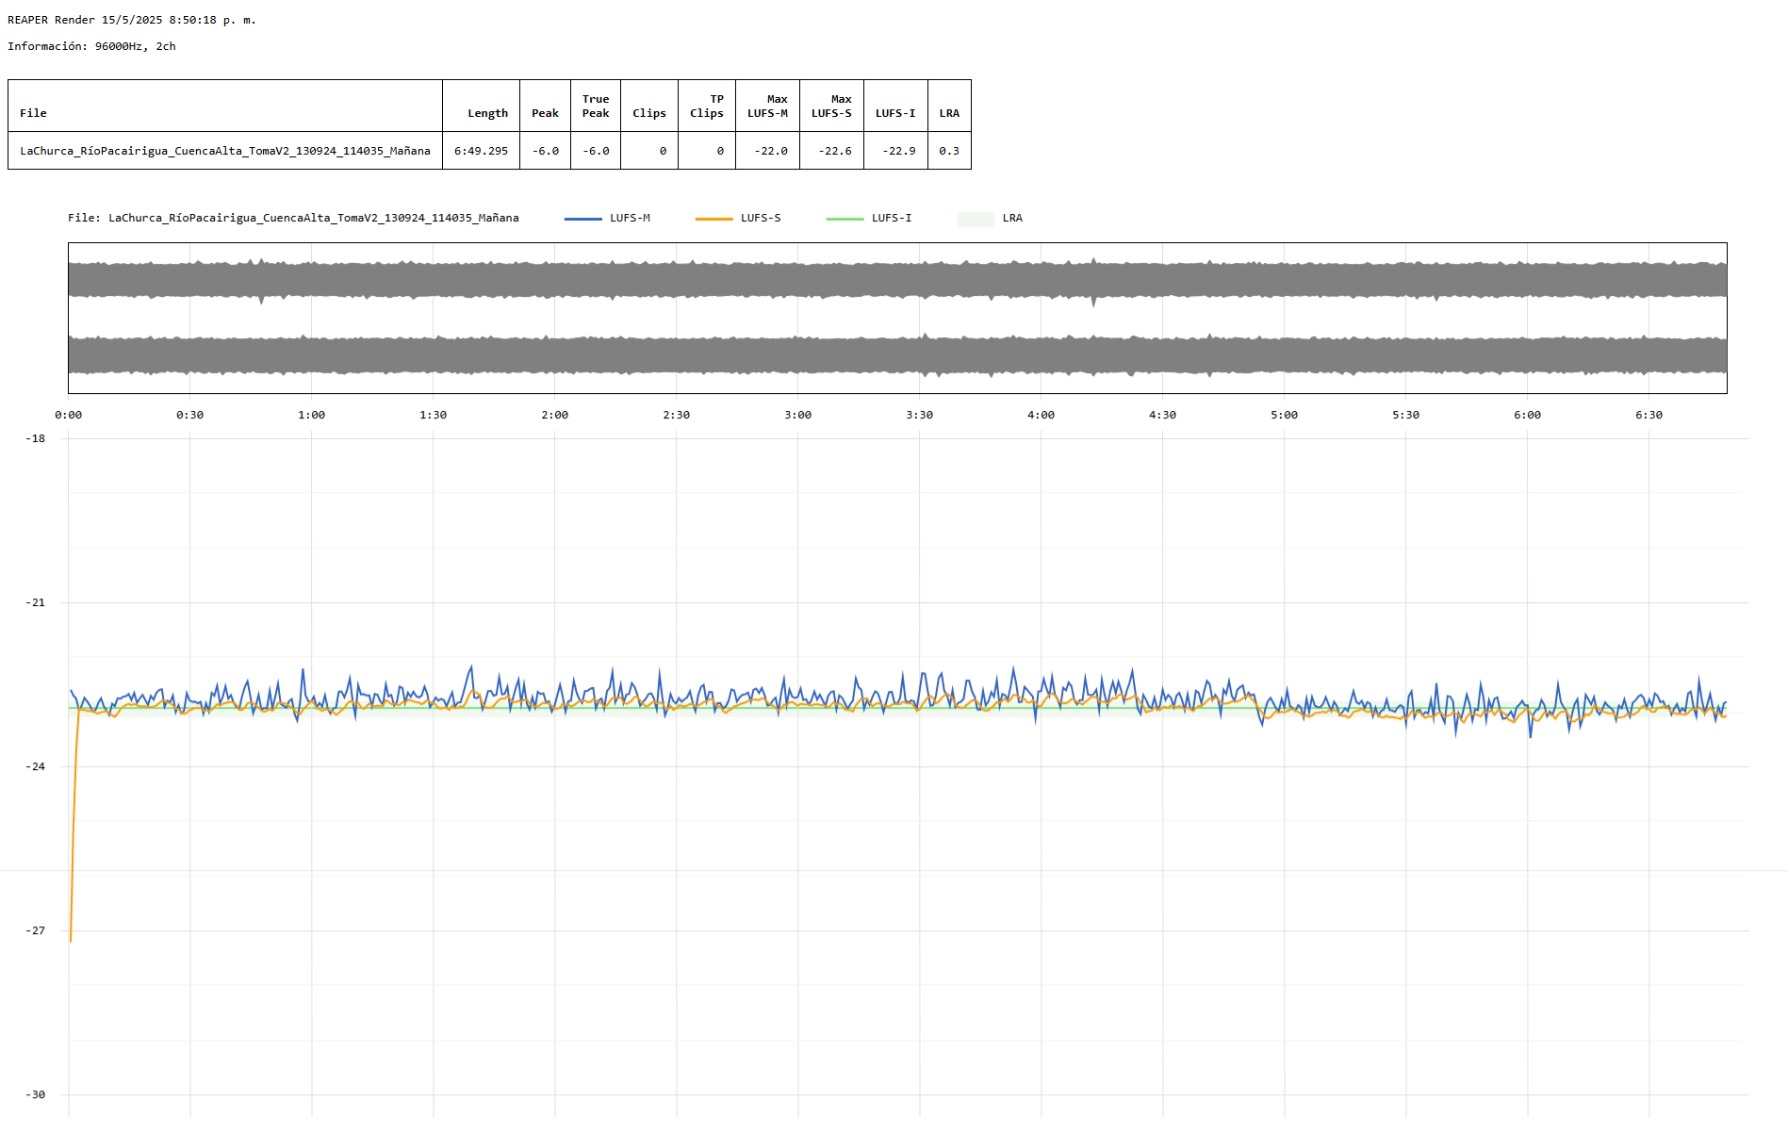 REAPER Render 15/5/2025 8:50:18 p. m.
Información: 96000Hz, 2ch
File Length Peak True Peak Clips TP Clips Max LUFS-M Max LUFS-S LUFS-I LRA
LaChurca_RíoPacairigua_CuencaAlta_TomaV2_130924_114035_Mañana 6:49.295 -6.0 -6.0 0 0 -22.0 -22.6 -22.9 0.3
File: LaChurca_RíoPacairigua_CuencaAlta_TomaV2_130924_114035_Mañana LUFS-M LUFS-S LUFS-I LRA
0:00 0:30 1:00 1:30 2:00 2:30 3:00 3:30 4:00 4:30 5:00 5:30 6:00 6:30
-18
-21
-24
-27
-30